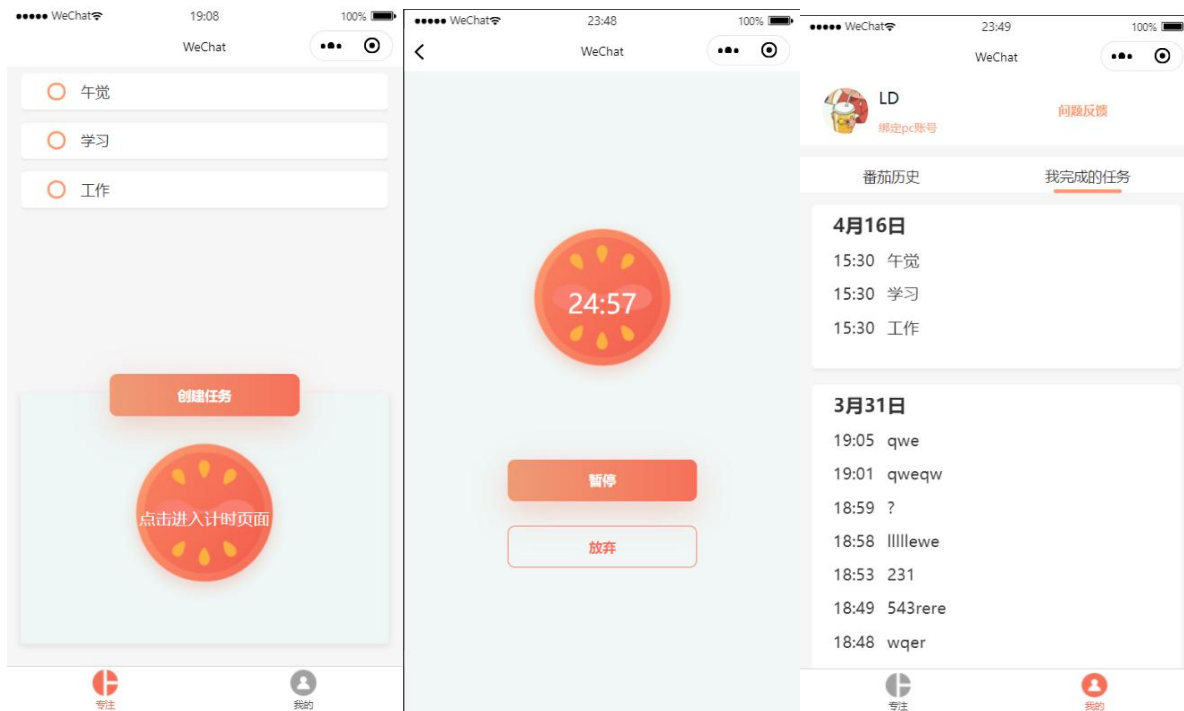 WeChat 19:08 100%
WeChat
午觉
学习
工作
创建任务
点击进入计时页面
专注 我的
WeChat 23:48 100%
WeChat
24:57
暂停
放弃
WeChat 23:49 100%
WeChat
LD
绑定pc账号
问题反馈
番茄历史 我完成的任务
4月16日
15:30 午觉
15:30 学习
15:30 工作
3月31日
19:05 qwe
19:01 qweqw
18:59 ?
18:58 lllllewe
18:53 231
18:49 543rere
18:48 wqer
专注 我的